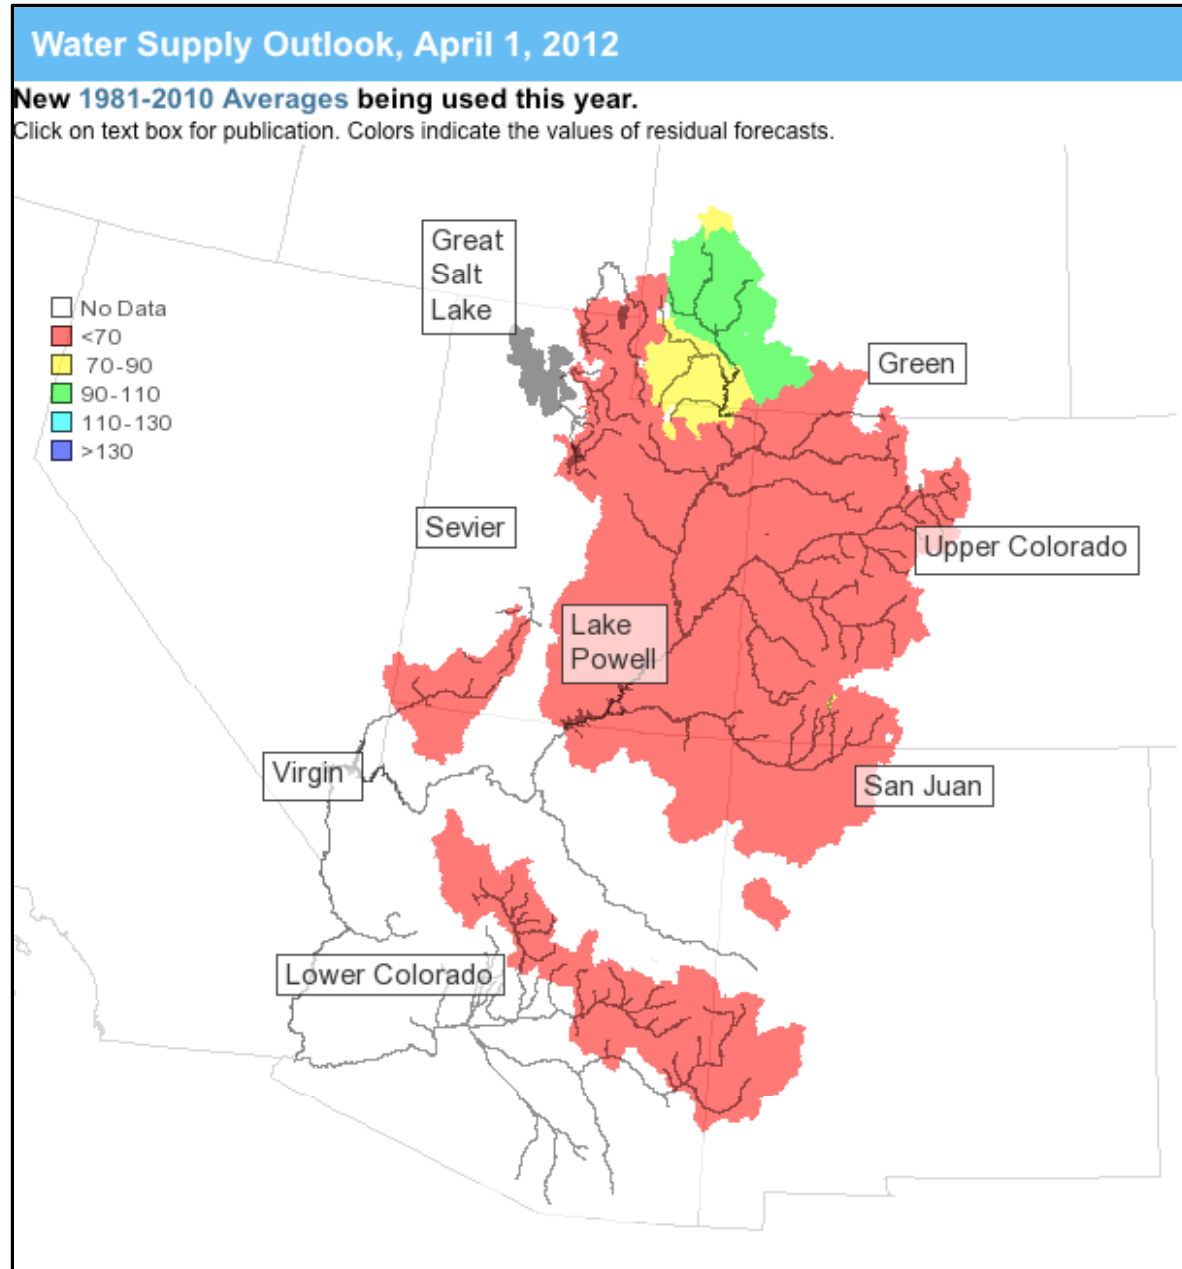 Water Supply Outlook, April 1, 2012
New 1981-2010 Averages being used this year.
Click on text box for publication. Colors indicate the values of residual forecasts.
Great
Salt
Lake
No Data
<70
70-90
90-110
110-130
>130
Green
Sevier
Upper Colorado
Lake
Powell
Virgin
San Juan
Lower Colorado